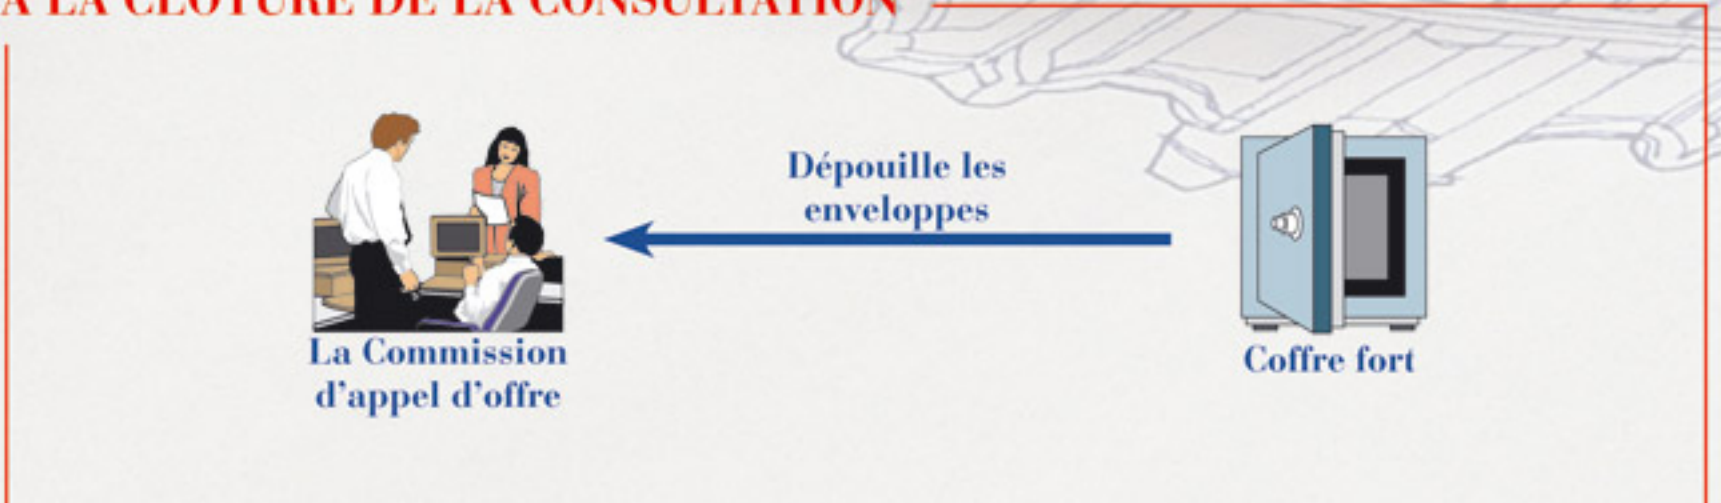 A LA CLOTURE DE LA CONSULTATION
Dépouille les
enveloppes
La Commission
d'appel d'offre
Coffre fort